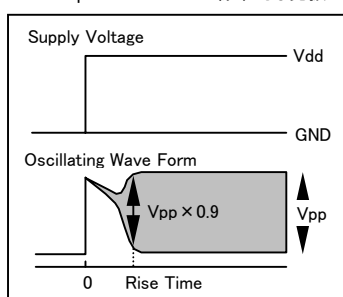 Supply Voltage
Vdd
GND
Oscillating Wave Form
Vpp×0.9
Vpp
0 Rise Time